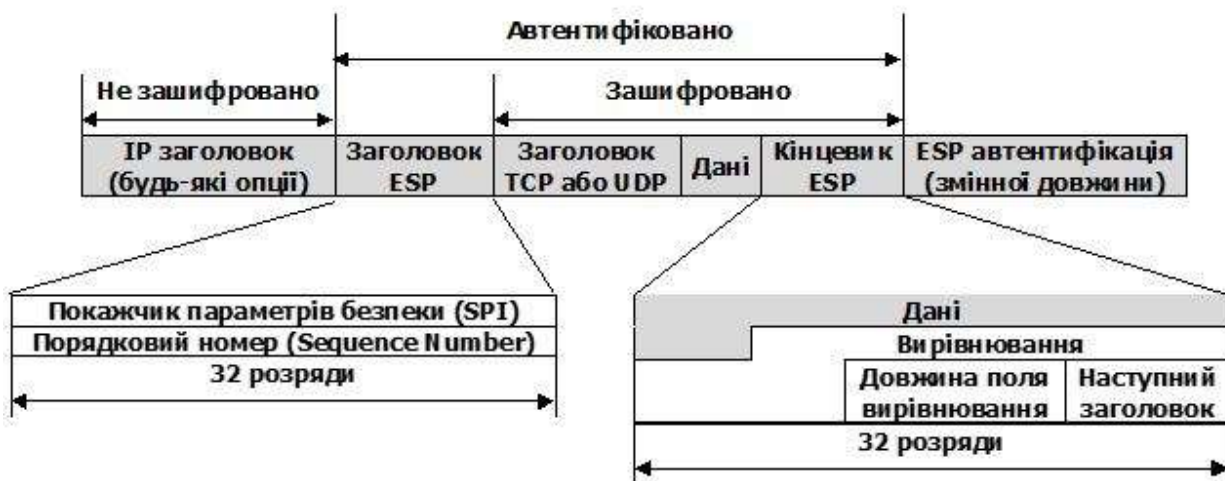 Автентифіковано
Не зашифровано
Зашифровано
IP заголовок
(будь-які опції)
Заголовок
ESP
Заголовок
TCP або UDP
Дані
Кінцевик
ESP
ESP автентифікація
(змінної довжини)
Покажчик параметрів безпеки (SPI)
Порядковий номер (Sequence Number)
32 розряди
Дані
Вирівнювання
Довжина поля
вирівнювання
Наступний
заголовок
32 розряди